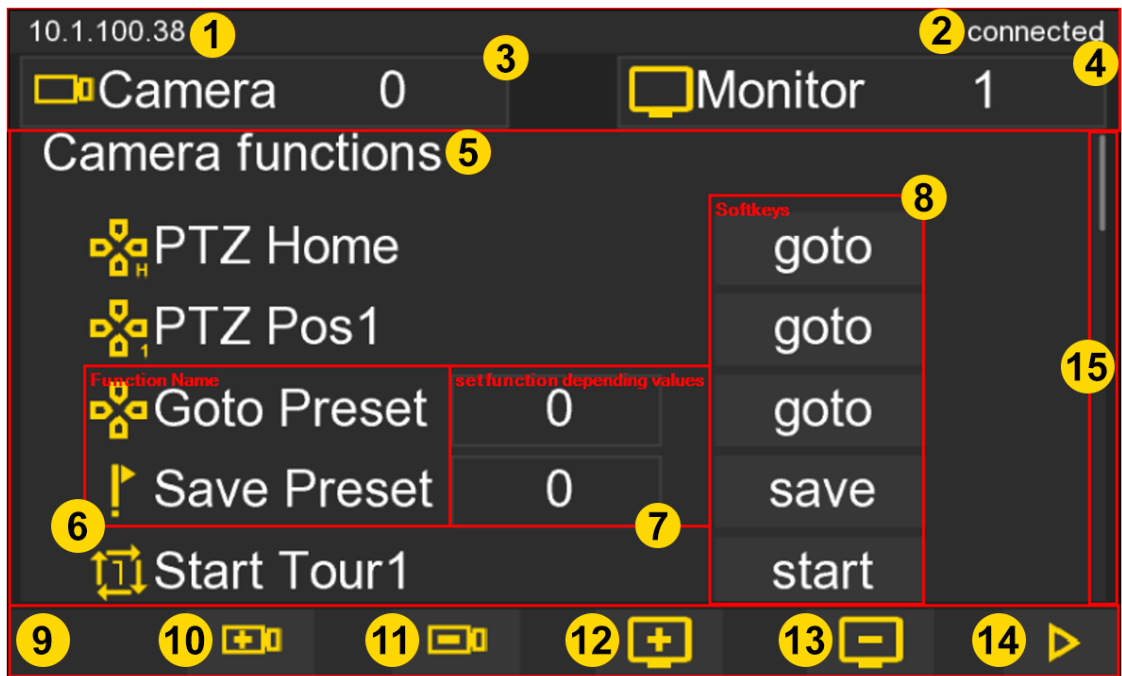 10.1.100.38 1 2 connected
3 4
Camera 0 Monitor 1
Camera functions 5
8
Softkeys
PTZ Home goto
H
PTZ Pos1 goto
1
15
Function Name set function depending values
Goto Preset 0 goto
Save Preset 0 save
6 7
1 Start Tour1 start
9 10 11 12 13 14